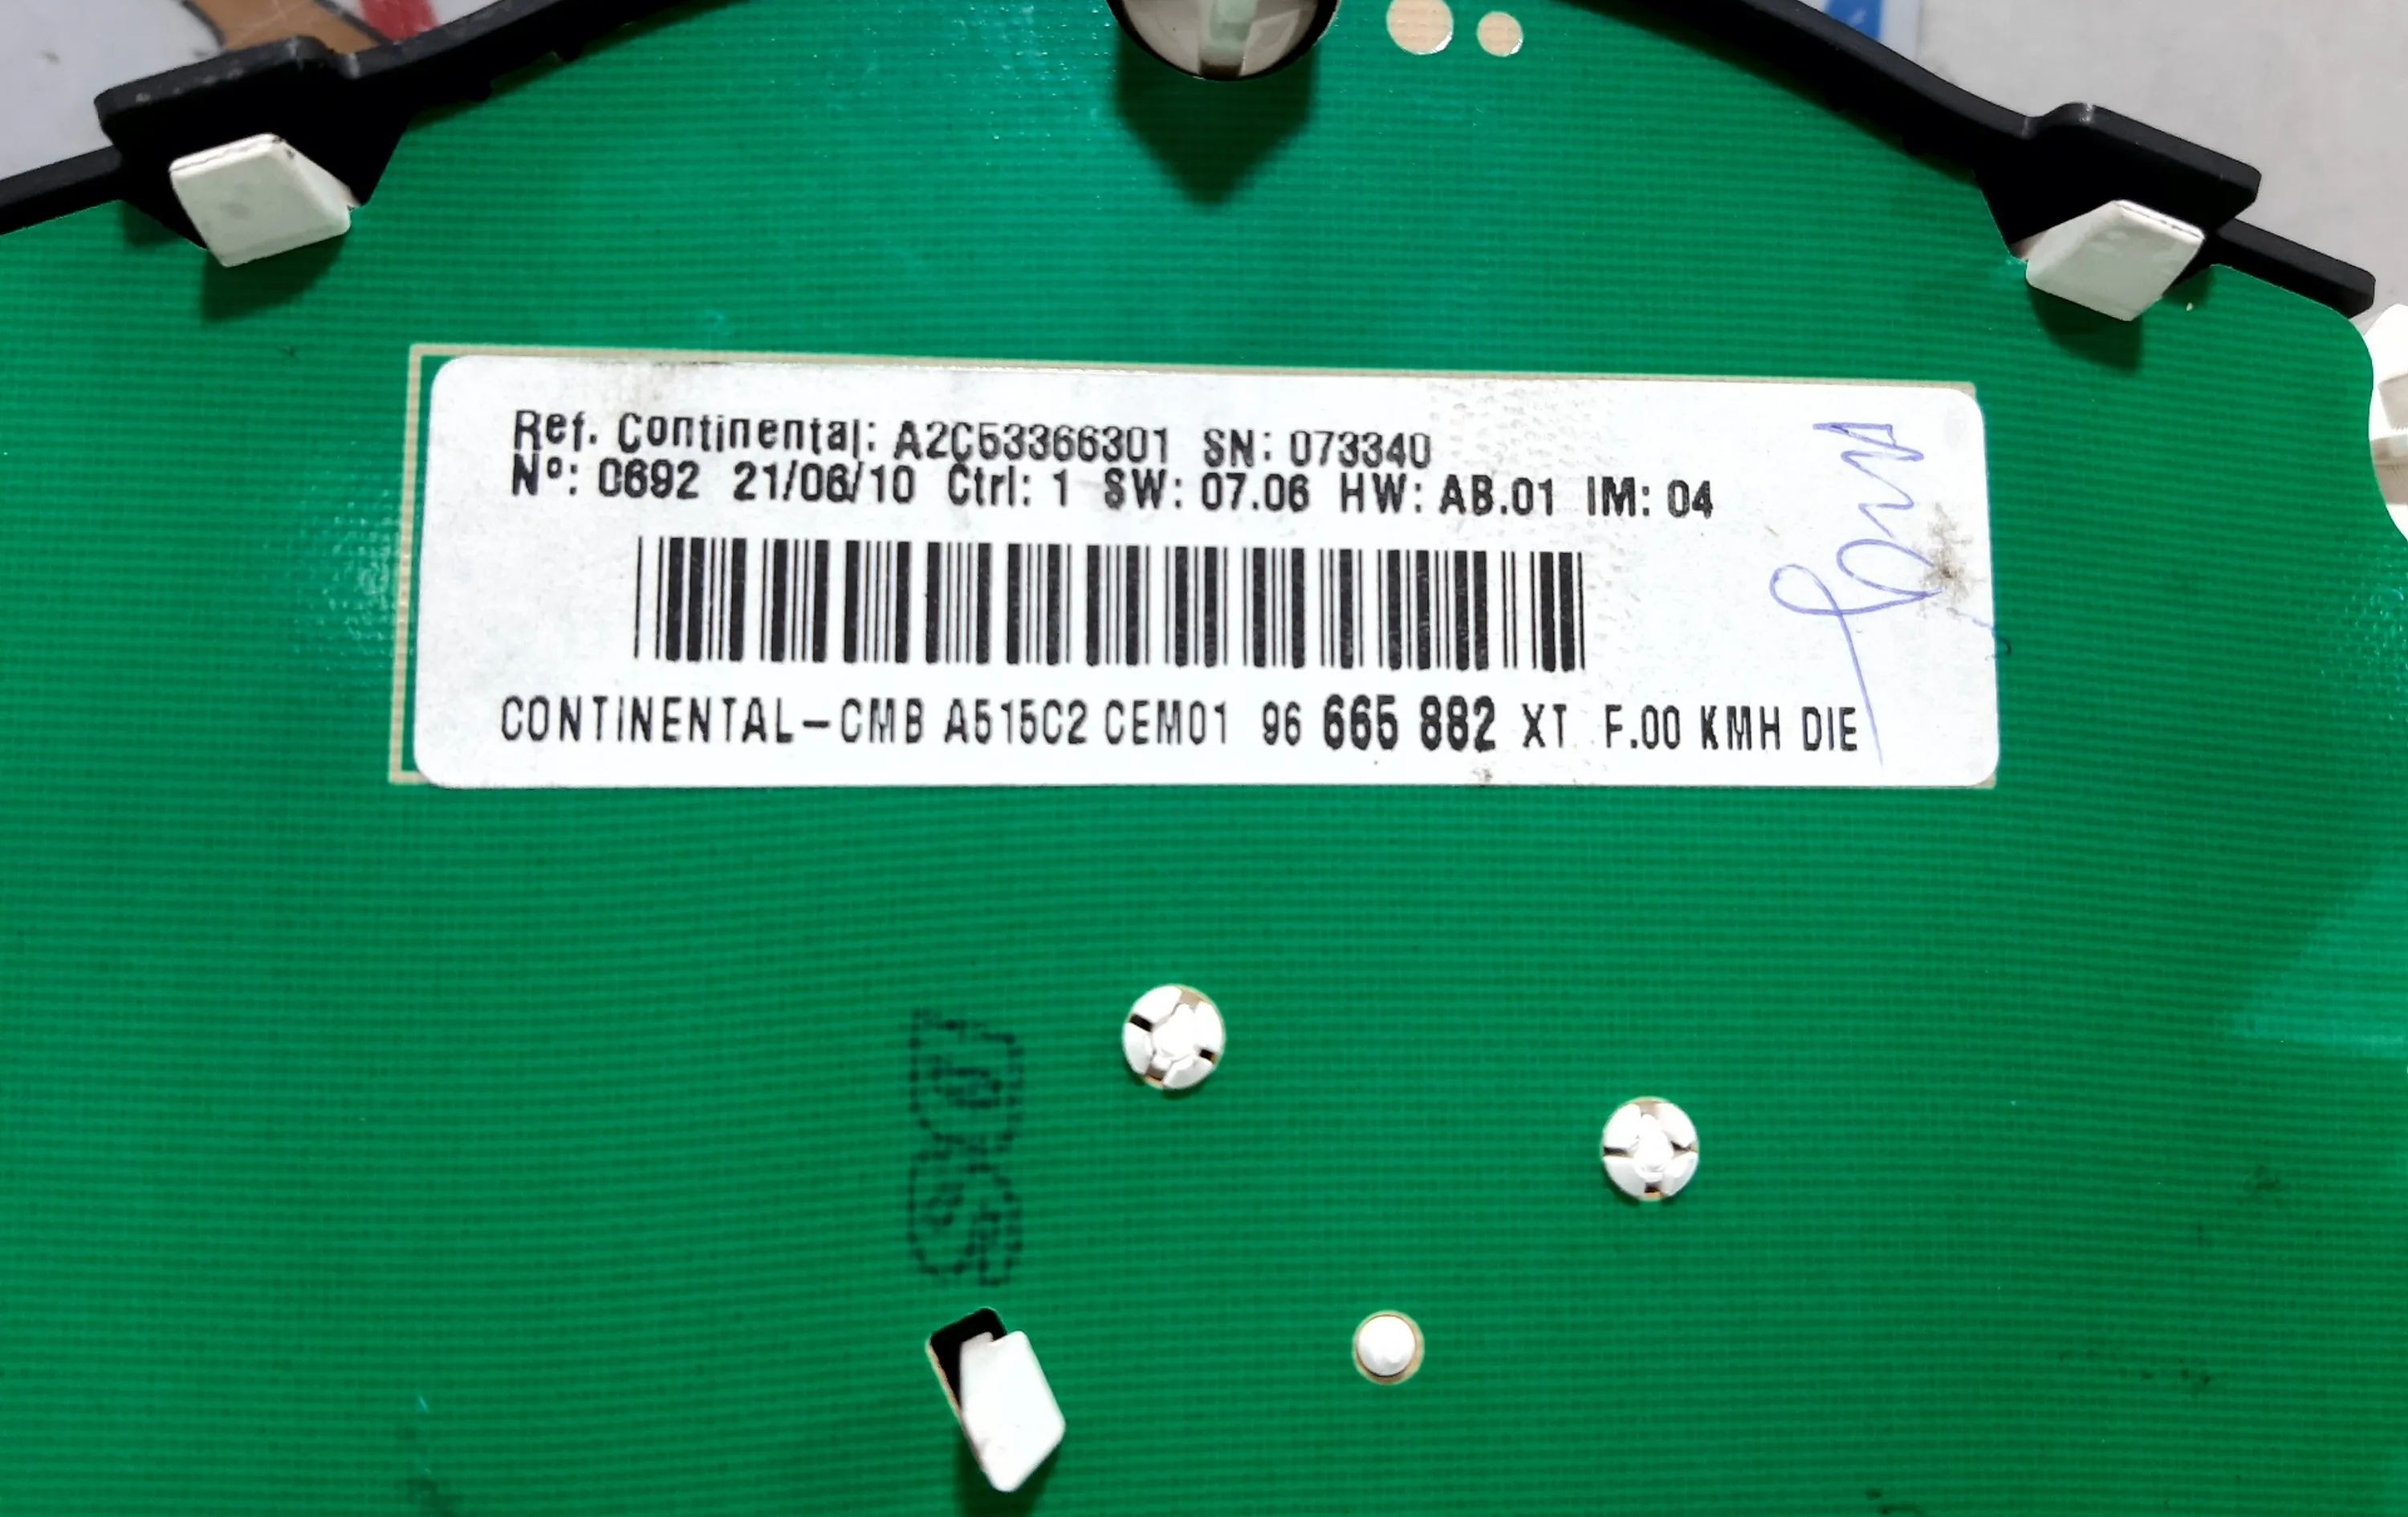 Ref. Continental: A2C53366301 SN: 073340
Nº: 0692 21/06/10 Ctrl: 1 SW: 07.06 HW: AB.01 IM: 04
CONTINENTAL-CMB A515C2 CEM01 96 665 882 XT F.00 KMH DIE